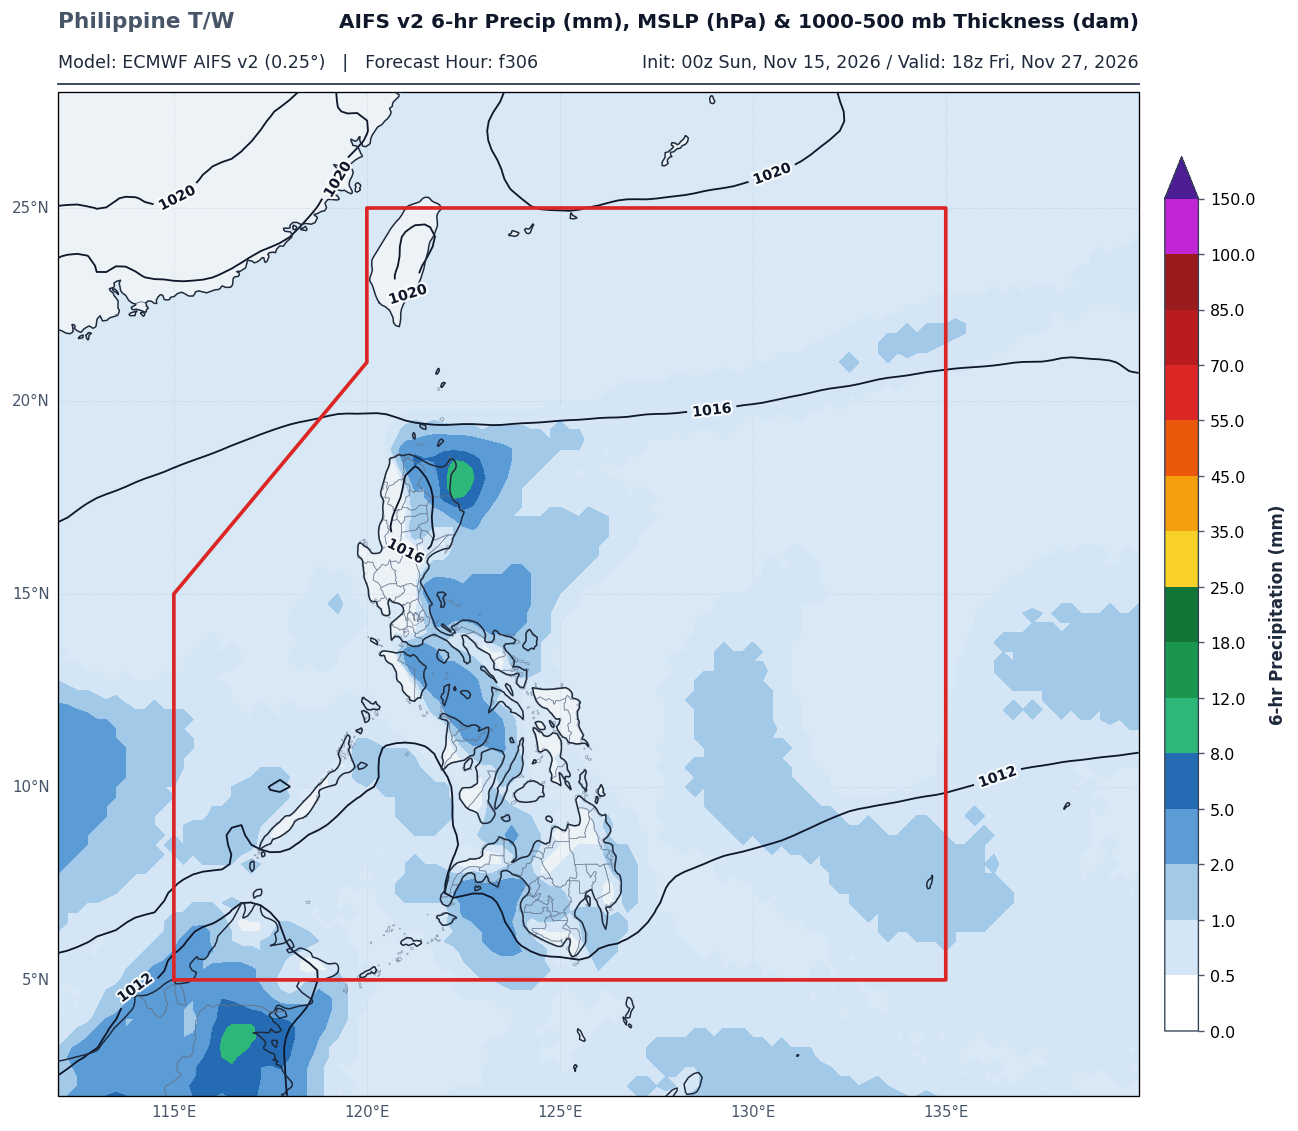 Philippine T/W
AIFS v2 6-hr Precip (mm), MSLP (hPa) & 1000-500 mb Thickness (dam)
Model: ECMWF AIFS v2 (0.25°) | Forecast Hour: f306
Init: 00z Sun, Nov 15, 2026 / Valid: 18z Fri, Nov 27, 2026
1020
1020
1020
1020
1016
1016
1012
1012
25°N
20°N
15°N
10°N
5°N
115°E
120°E
125°E
130°E
135°E
150.0
100.0
85.0
70.0
55.0
45.0
35.0
25.0
18.0
12.0
8.0
5.0
2.0
1.0
0.5
0.0
6-hr Precipitation (mm)